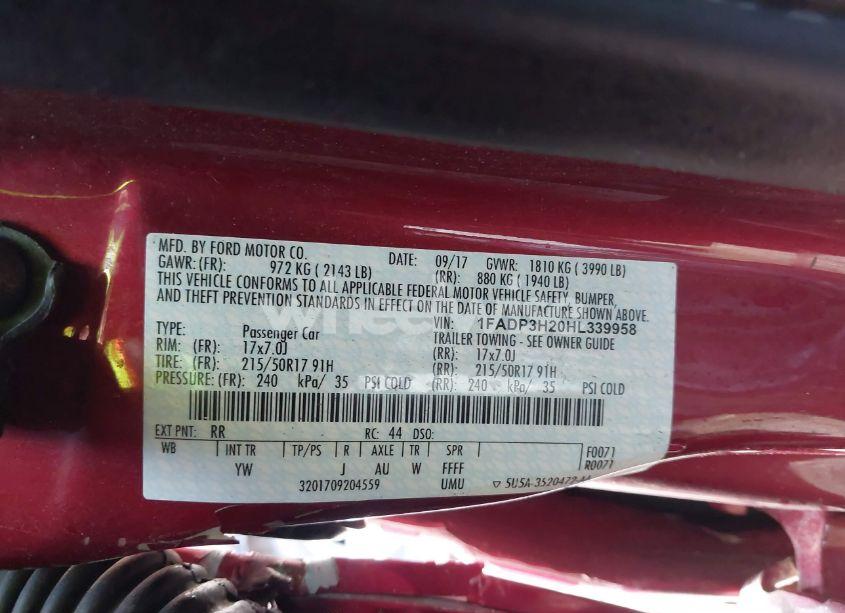 MFD. BY FORD MOTOR CO. DATE: 09/17 GVWR: 1810 KG ( 3990 LB)
GAWR: (FR): 972 KG ( 2143 LB) (RR): 880 KG ( 1940 LB)
THIS VEHICLE CONFORMS TO ALL APPLICABLE FEDERAL MOTOR VEHICLE SAFETY, BUMPER,
AND THEFT PREVENTION STANDARDS IN EFFECT ON THE DATE OF MANUFACTURE SHOWN ABOVE.
VIN: 1FADP3H20HL339958
TYPE: Passenger Car TRAILER TOWING - SEE OWNER GUIDE
RIM: (FR): 17x7.0J (RR): 17x7.0J
TIRE: (FR): 215/50R17 91H (RR): 215/50R17 91H
PRESSURE: (FR): 240 kPa/ 35 PSI COLD (RR): 240 kPa/ 35 PSI COLD
EXT PNT: RR RC: 44 DSO: F0071
WB INT TR TP/PS R AXLE TR SPR R0071
YW J AU W FFFF
3201709204559 UMU ▽ 5U5A-3520472